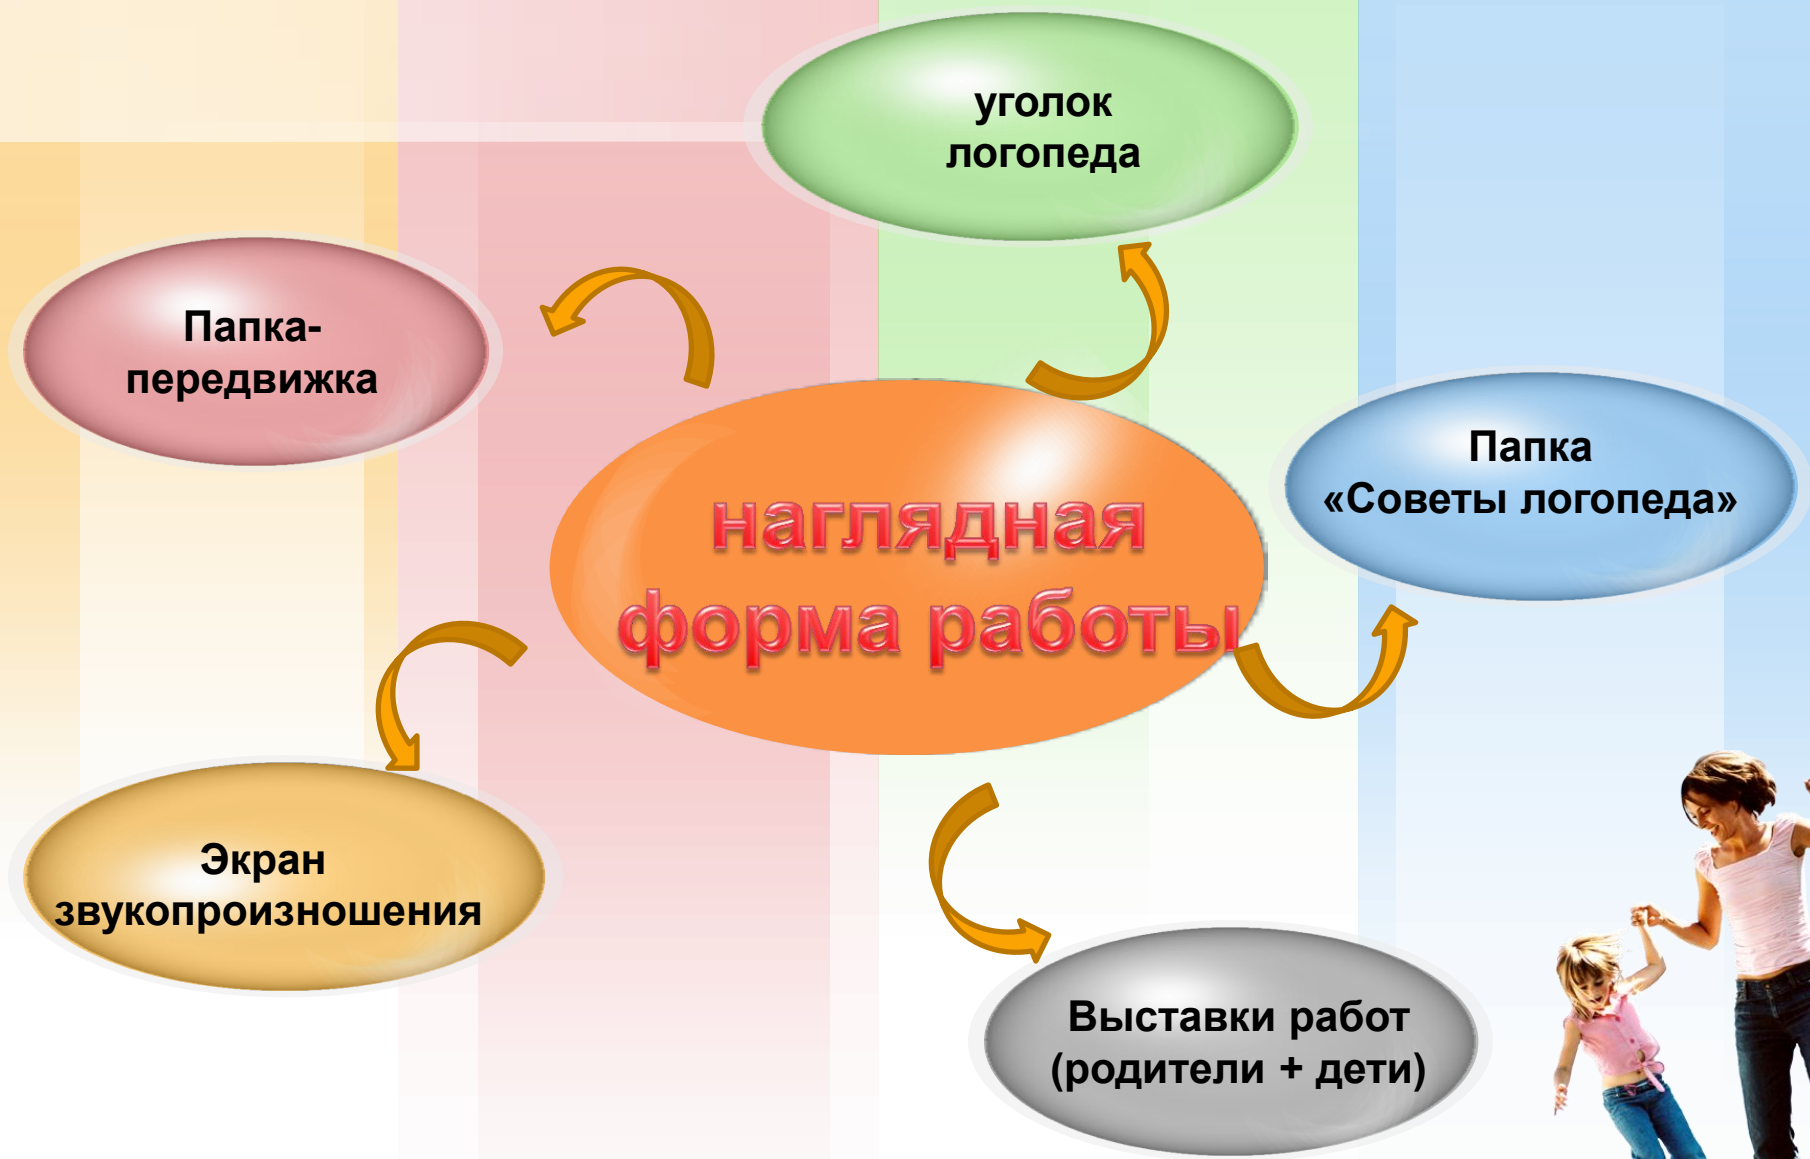 уголок
логопеда
Папка-
передвижка
Папка
«Советы логопеда»
наглядная
форма работы
Экран
звукопроизношения
Выставки работ
(родители + дети)